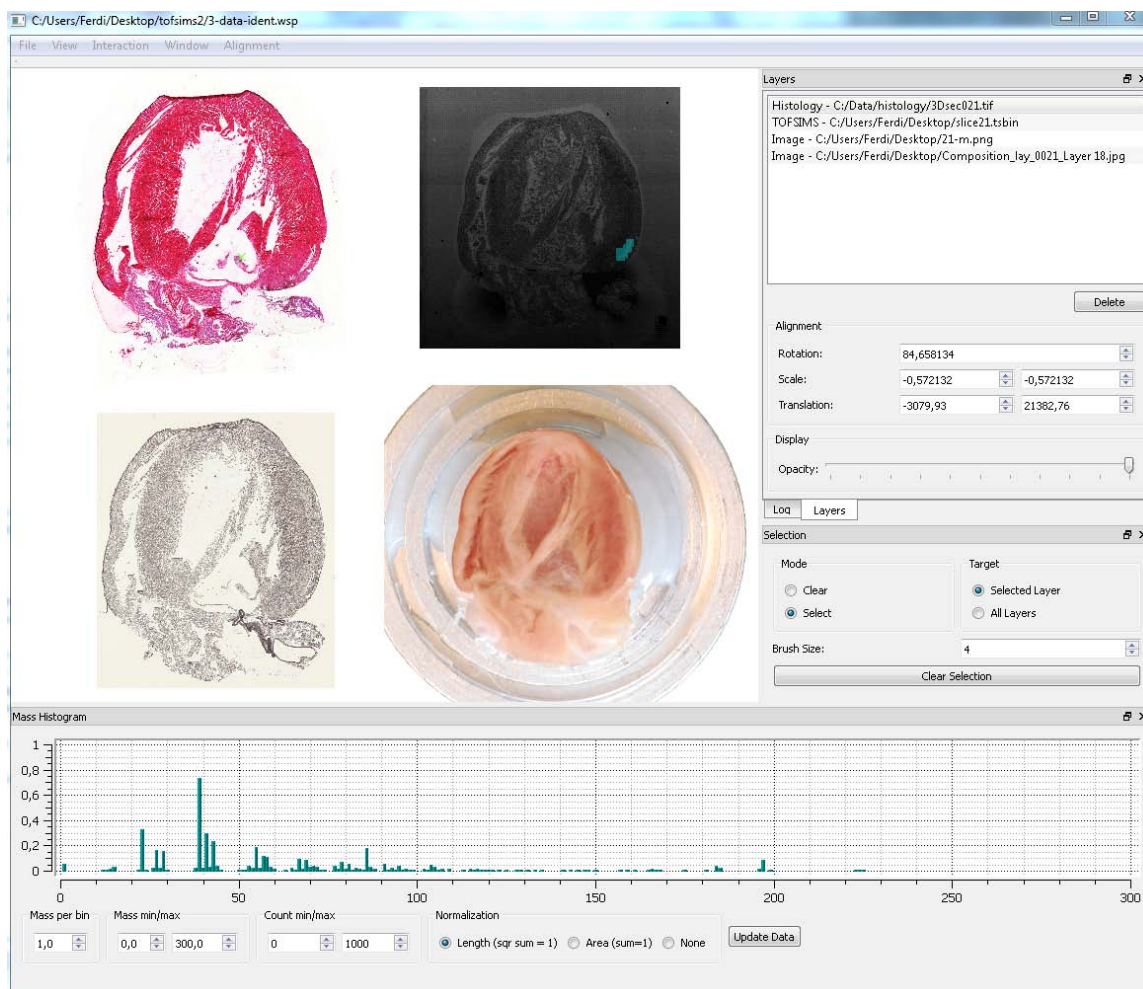 C:/Users/Ferdi/Desktop/tofsims2/3-data-ident.wsp
File View Interaction Window Alignment
Layers
Histology - C:/Data/histology/3Dsec021.tif
TOFSIMS - C:/Users/Ferdi/Desktop/slice21.tsbin
Image - C:/Users/Ferdi/Desktop/21-m.png
Image - C:/Users/Ferdi/Desktop/Composition_lay_0021_Layer 18.jpg
Delete
Alignment
Rotation: 84,658134
Scale: -0,572132 -0,572132
Translation: -3079,93 21382,76
Display
Opacity:
Log Layers
Selection
Mode Target
Clear Selected Layer
Select All Layers
Brush Size: 4
Clear Selection
Mass Histogram
1
0,8
0,6
0,4
0,2
0
0 50 100 150 200 250 300
Mass per bin Mass min/max Count min/max Normalization
1,0 0,0 300,0 0 1000 Length (sqr sum = 1) Area (sum=1) None Update Data